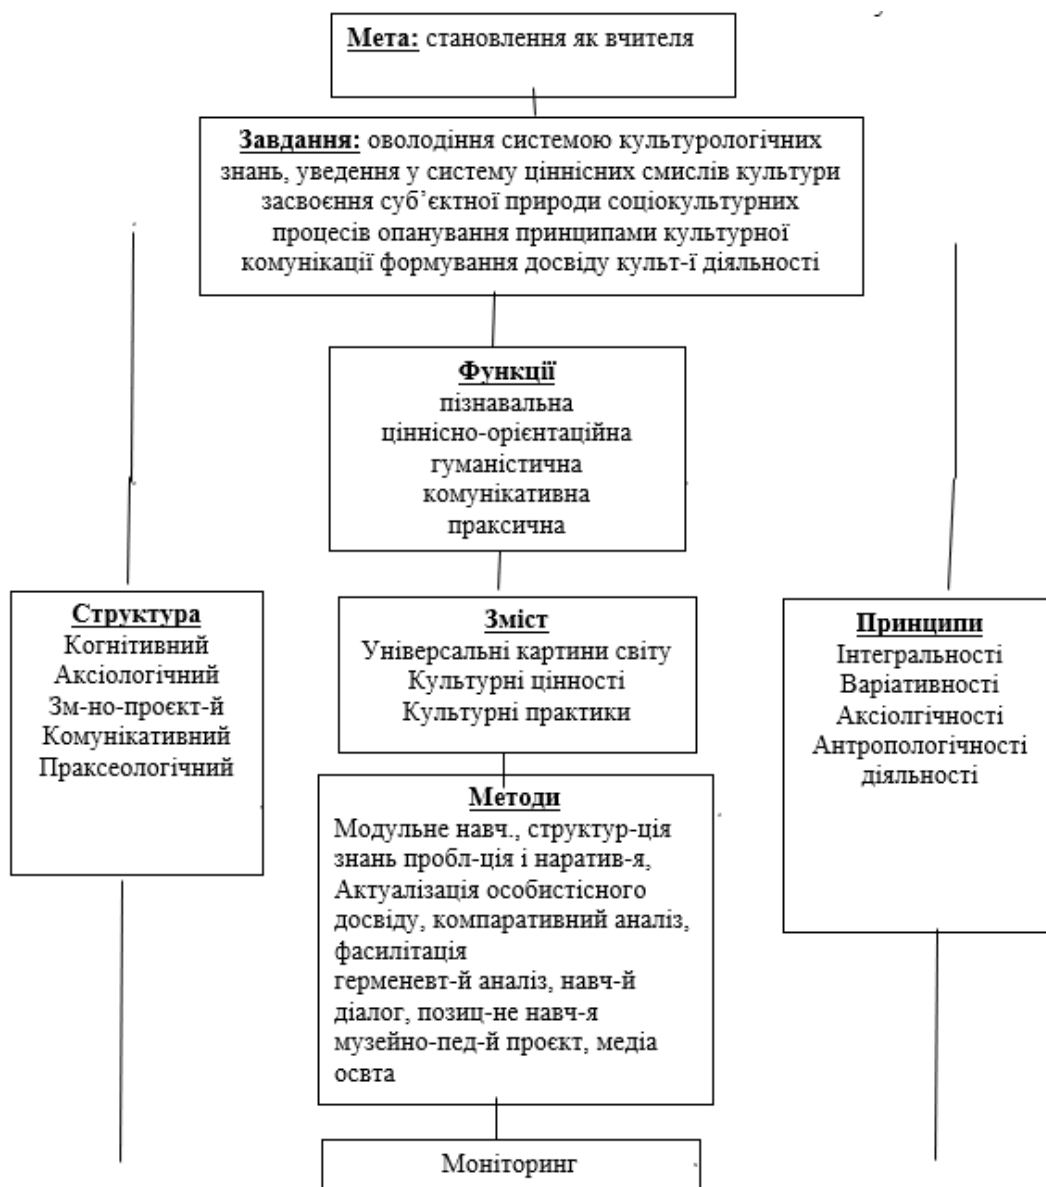 Мета: становлення як вчителя
Завдання: оволодіння системою культурологічних
знань, уведення у систему ціннісних смислів культури
засвоєння суб’єктної природи соціокультурних
процесів опанування принципами культурної
комунікації формування досвіду культ-ї діяльності
Функції
пізнавальна
ціннісно-орієнтаційна
гуманістична
комунікативна
праксична
Структура
Когнітивний
Аксіологічний
Зм-но-проєкт-й
Комунікативний
Праксеологічний
Зміст
Універсальні картини світу
Культурні цінності
Культурні практики
Принципи
Інтегральності
Варіативності
Аксіолгічності
Антропологічності
діяльності
Методи
Модульне навч., структур-ція
знань пробл-ція і наратив-я,
Актуалізація особистісного
досвіду, компаративний аналіз,
фасилітація
герменевт-й аналіз, навч-й
діалог, позиц-не навч-я
музейно-пед-й проєкт, медіа
освта
Моніторинг